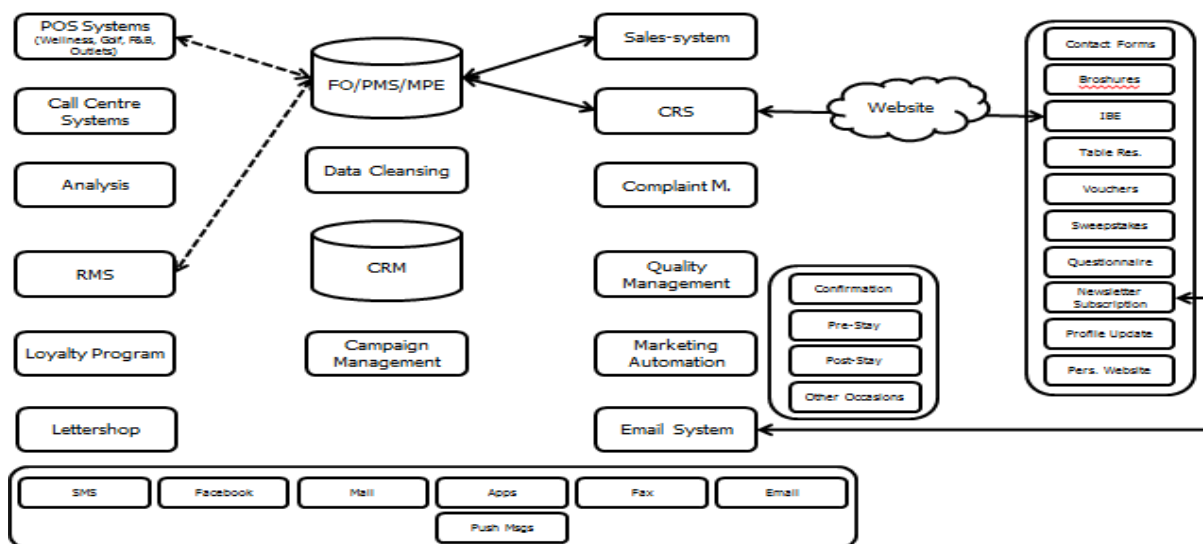 POS Systems
(Wellness, Golf, F&B,
Outlets)
Call Centre
Systems
Analysis
RMS
Loyalty Program
Lettershop
FO/PMS/MPE
Data Cleansing
CRM
Campaign
Management
Sales-system
CRS
Complaint M.
Quality
Management
Marketing
Automation
Email System
Website
Confirmation
Pre-Stay
Post-Stay
Other Occasions
Contact Forms
Broshures
IBE
Table Res.
Vouchers
Sweepstakes
Questionnaire
Newsletter
Subscription
Profile Update
Pers. Website
SMS
Facebook
Mail
Apps
Fax
Email
Push Msgs